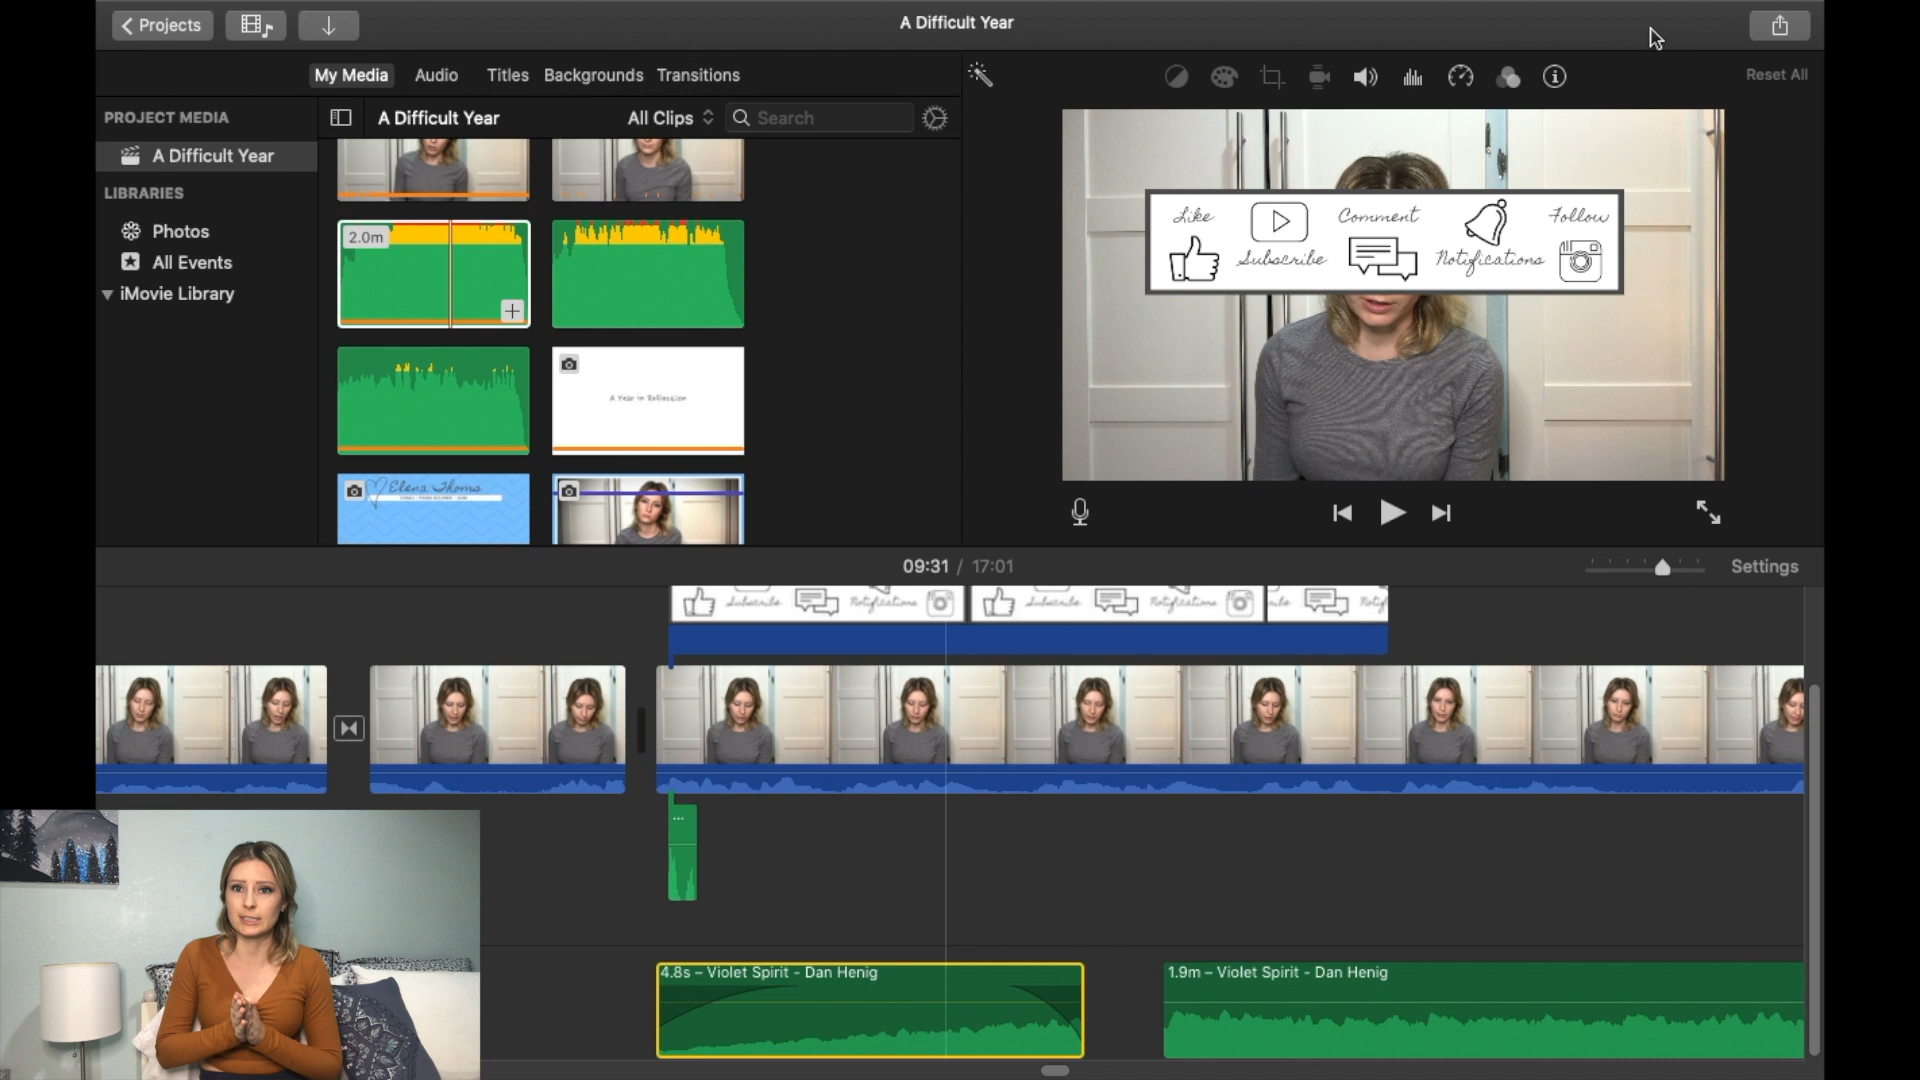 Projects
A Difficult Year
My Media
Audio
Titles
Backgrounds
Transitions
Reset All
PROJECT MEDIA
A Difficult Year
LIBRARIES
Photos
All Events
iMovie Library
A Difficult Year
All Clips
Search
2.0m
A Year in Reflection
Elena Thoms
Like
Comment
Follow
Subscribe
Notifications
09:31 / 17:01
Settings
Subscribe
Notifications
Subscribe
Notifications
4.8s – Violet Spirit - Dan Henig
1.9m – Violet Spirit - Dan Henig